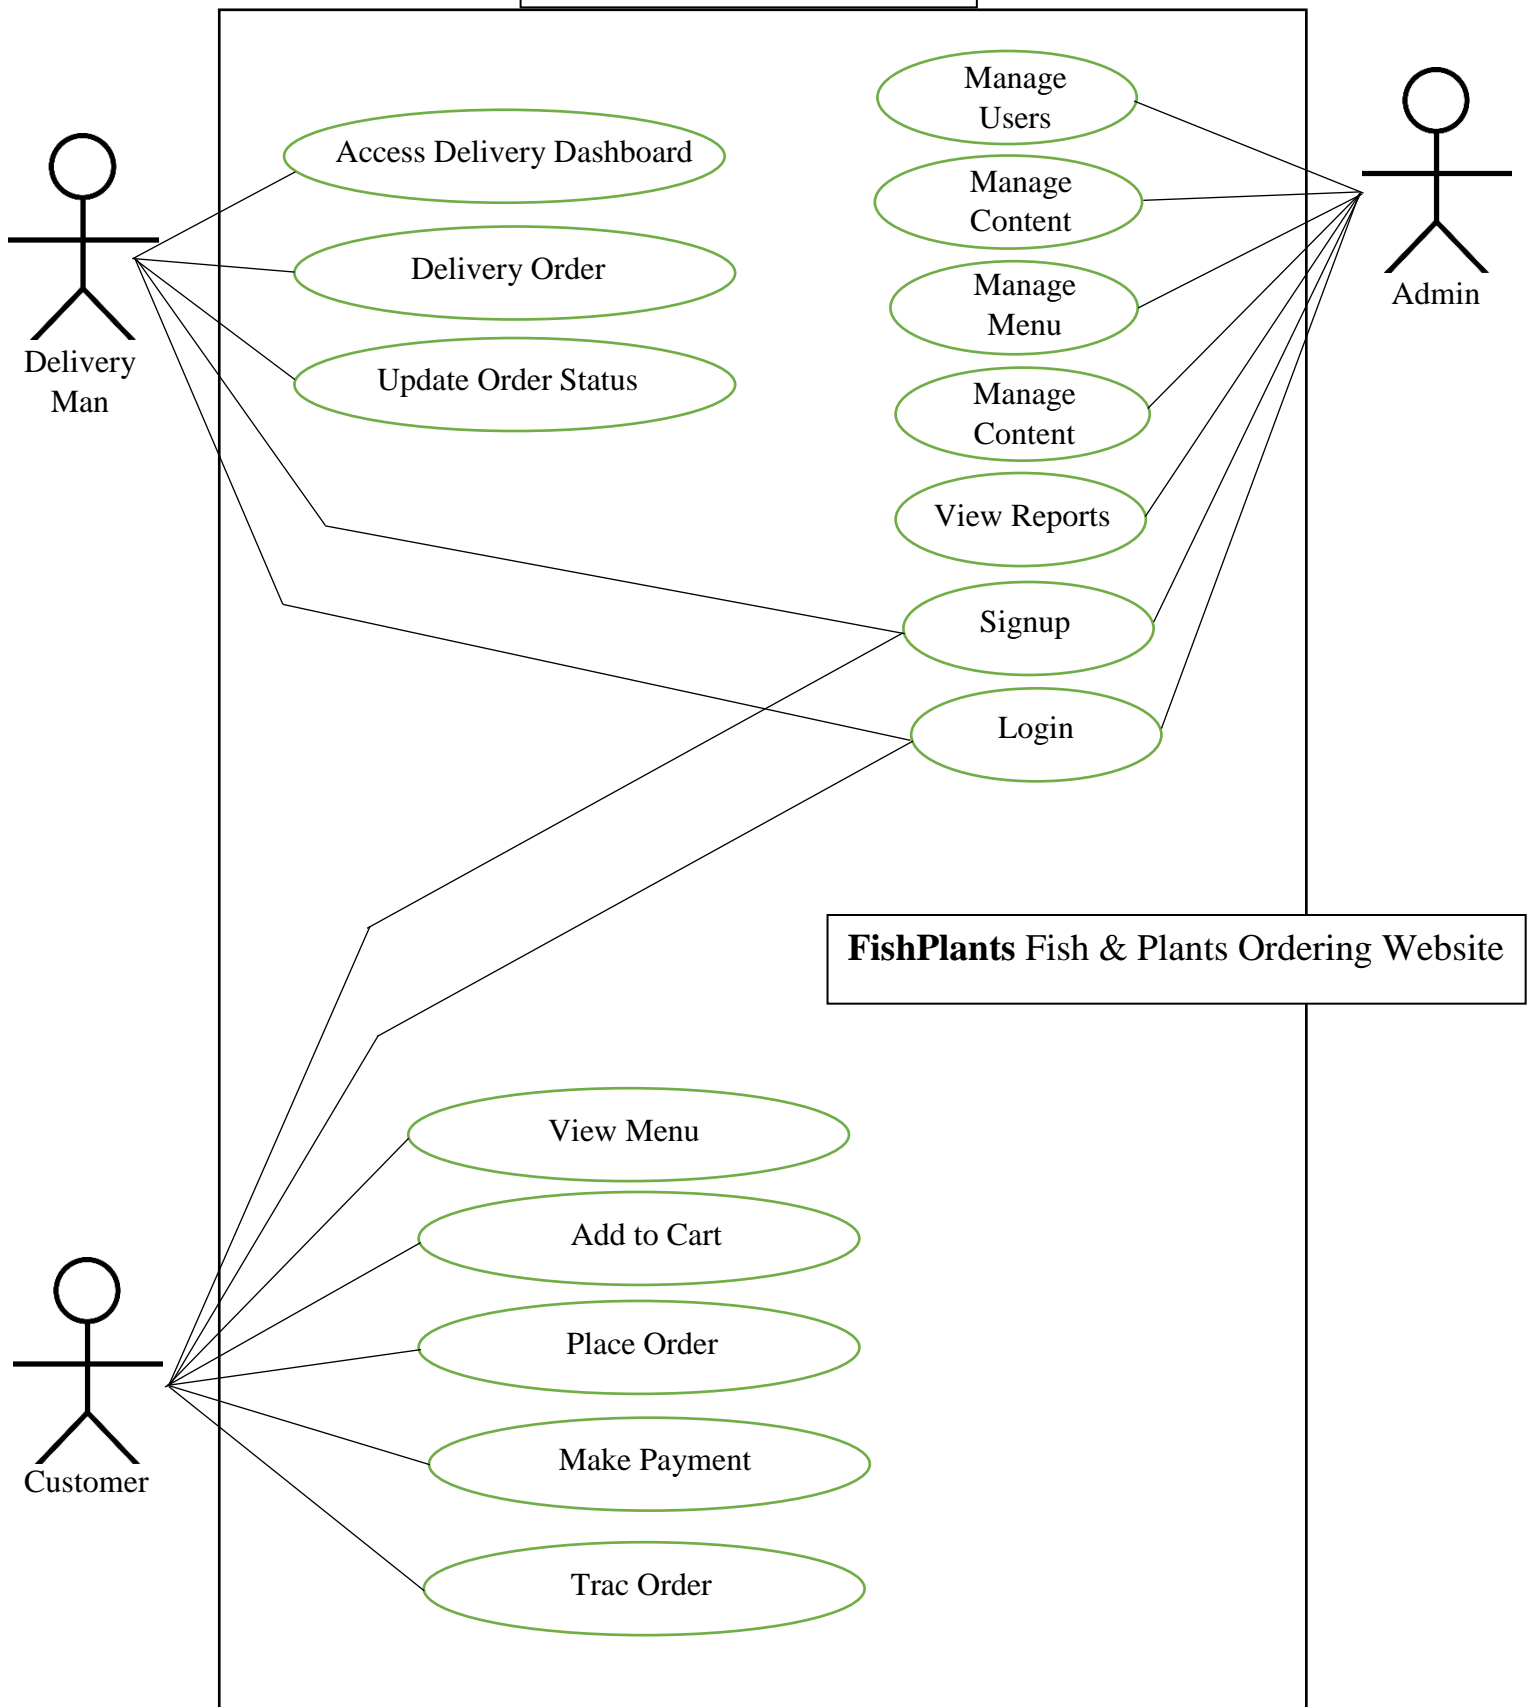 Manage
Users
Access Delivery Dashboard
Manage
Content
Delivery Order
Manage
Menu
Admin
Delivery
Man
Update Order Status
Manage
Content
View Reports
Signup
Login
FishPlants Fish & Plants Ordering Website
View Menu
Add to Cart
Place Order
Make Payment
Customer
Trac Order